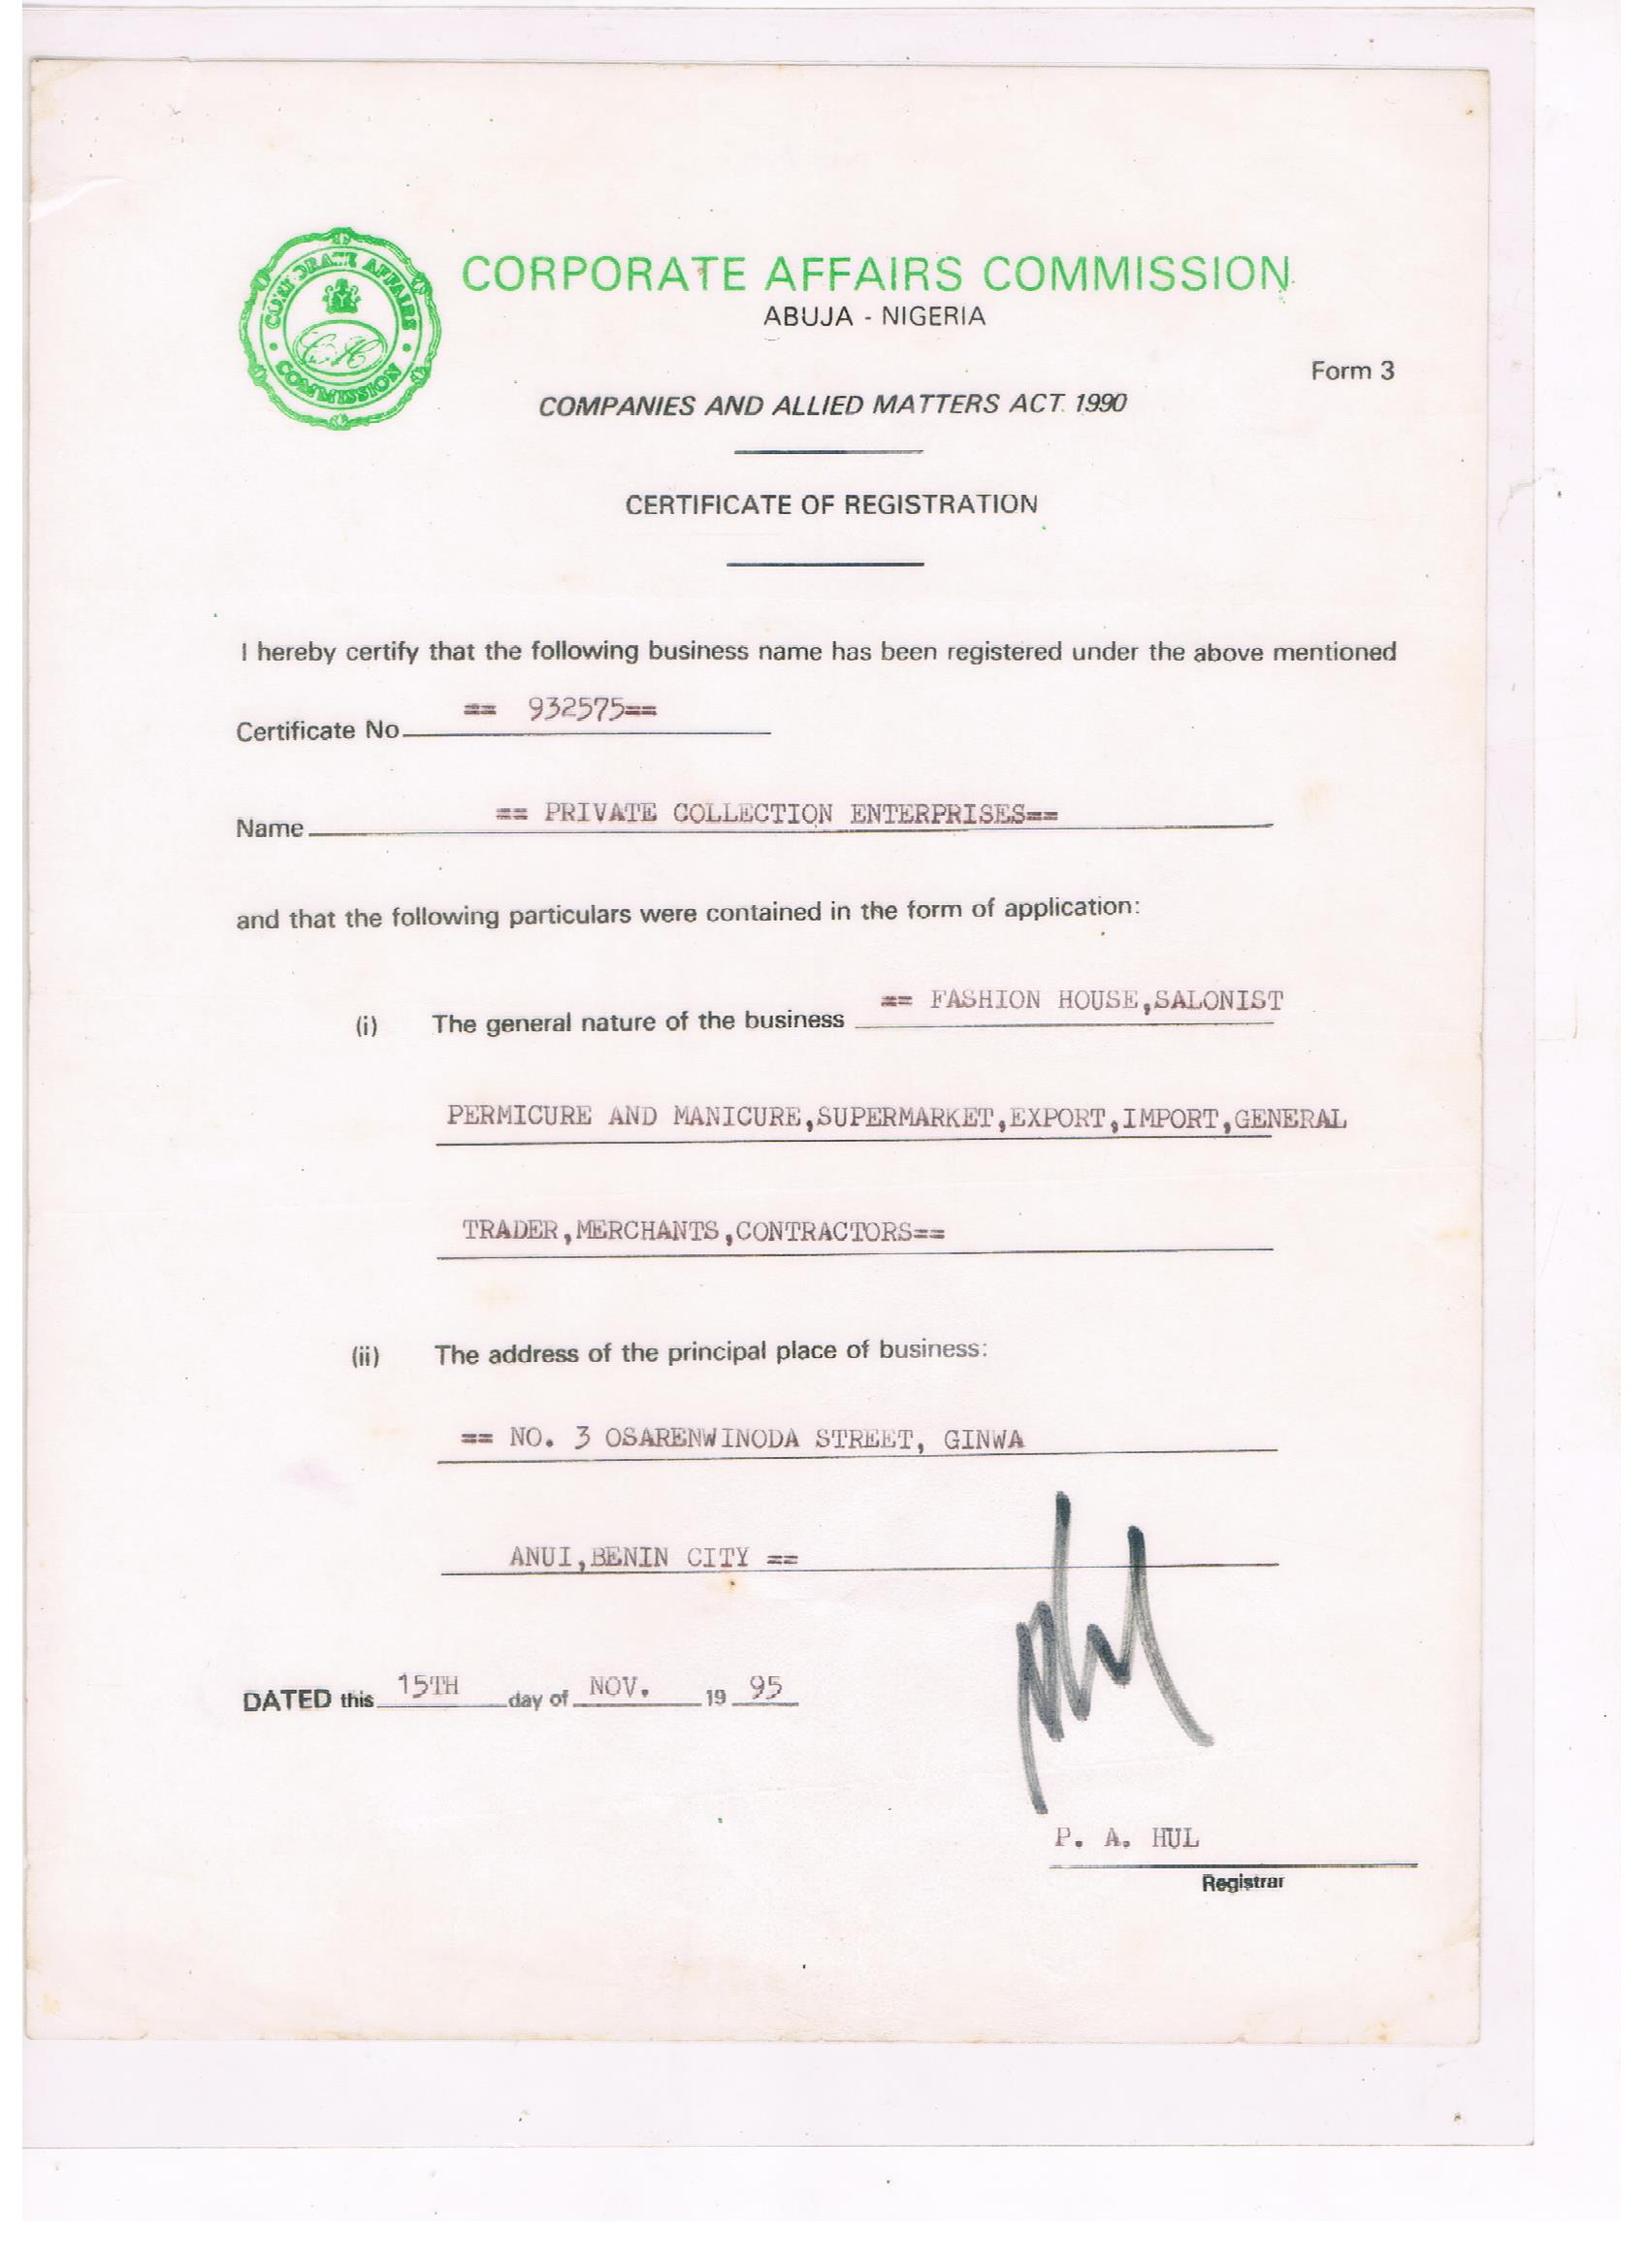 CORPORATE AFFAIRS
COMMISSION
CORPORATE AFFAIRS COMMISSION
ABUJA - NIGERIA
Form 3
COMPANIES AND ALLIED MATTERS ACT. 1990
CERTIFICATE OF REGISTRATION
I hereby certify that the following business name has been registered under the above mentioned
Certificate No == 932575==
Name == PRIVATE COLLECTION ENTERPRISES==
and that the following particulars were contained in the form of application:
(i) The general nature of the business == FASHION HOUSE,SALONIST
PERMICURE AND MANICURE,SUPERMARKET,EXPORT,IMPORT,GENERAL
TRADER,MERCHANTS,CONTRACTORS==
(ii) The address of the principal place of business:
== NO. 3 OSARENWINODA STREET, GINWA
ANUI,BENIN CITY ==
DATED this 15TH day of NOV. 19 95
P. A. HUL
Registrar